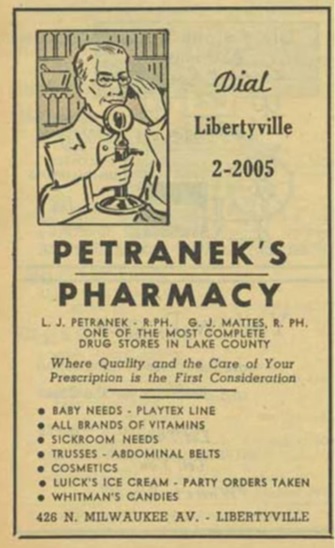 Dial
Libertyville
2-2005
PETRANEK'S
PHARMACY
L. J. PETRANEK - R.PH. G. J. MATTES, R. PH.
ONE OF THE MOST COMPLETE
DRUG STORES IN LAKE COUNTY
Where Quality and the Care of Your
Prescription is the First Consideration
● BABY NEEDS - PLAYTEX LINE
● ALL BRANDS OF VITAMINS
● SICKROOM NEEDS
● TRUSSES - ABDOMINAL BELTS
● COSMETICS
● LUICK'S ICE CREAM - PARTY ORDERS TAKEN
● WHITMAN'S CANDIES
426 N. MILWAUKEE AV. - LIBERTYVILLE